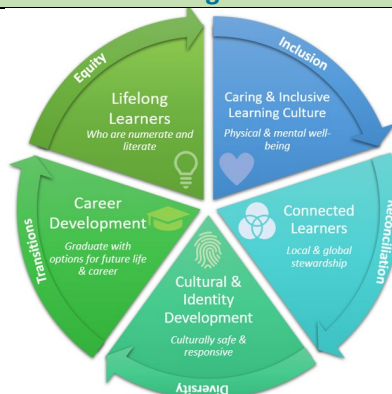 Equity
Inclusion
Lifelong
Learners
Who are numerate and
literate
Caring & Inclusive
Learning Culture
Physical & mental well-
being
Career
Development
Graduate with
options for future life
& career
Connected
Learners
Local & global
stewardship
Cultural &
Identity
Development
Culturally safe &
responsive
Transitions
Reconciliation
Diversity